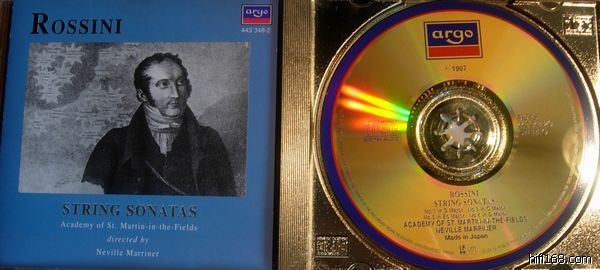 ROSSINI
argo
443 348-2
STRING SONATAS
Academy of St. Martin-in-the-Fields
directed by
Neville Marriner
argo
℗ 1967
ROSSINI
STRING SONATAS
ACADEMY OF ST. MARTIN-IN-THE-FIELDS
NEVILLE MARRINER
Made in Japan
hifi168.com